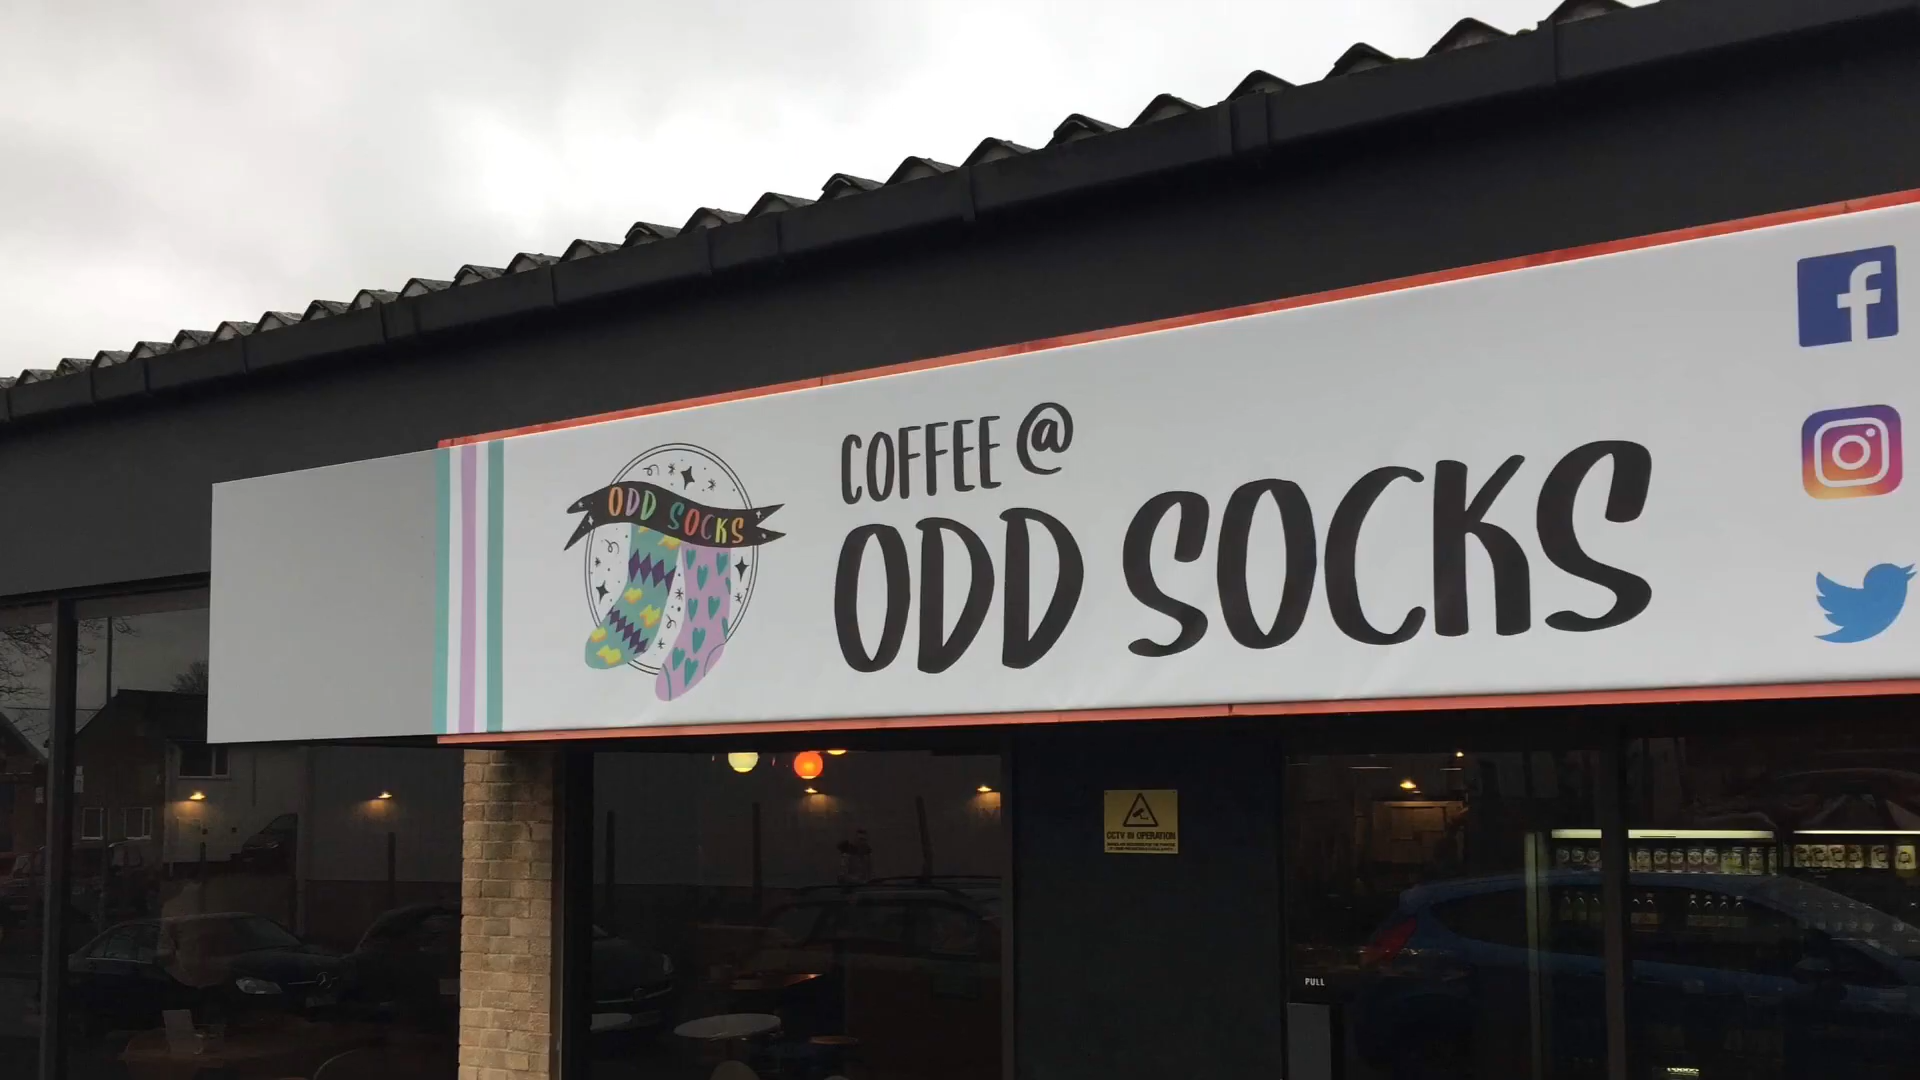 COFFEE @
ODD SOCKS
ODD SOCKS
CCTV IN OPERATION
PULL